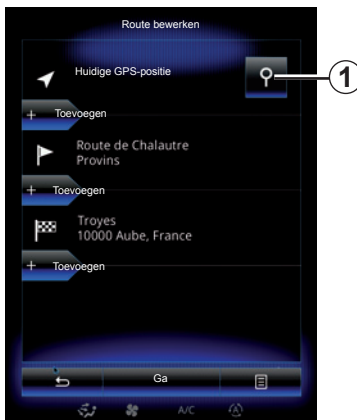 Route bewerken
Huidige GPS-positie
1
+ Toevoegen
Route de Chalautre
Provins
+ Toevoegen
Troyes
10000 Aube, France
+ Toevoegen
Ga
A/C
A